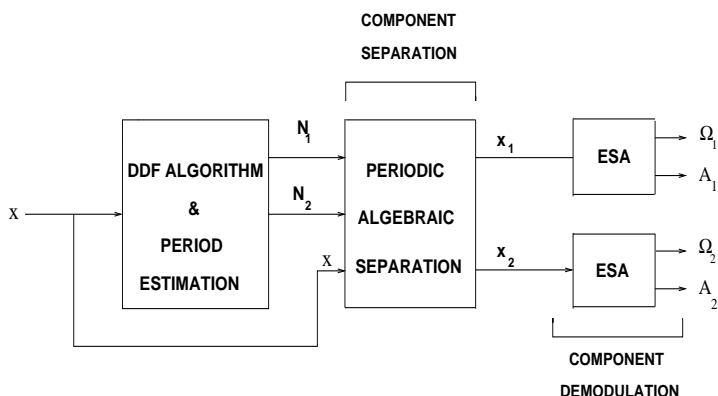 COMPONENT
SEPARATION
N₁
DDF ALGORITHM
&
PERIOD
ESTIMATION
N₂
x
x
PERIODIC
ALGEBRAIC
SEPARATION
x₁
x₂
ESA
Ω₁
A₁
ESA
Ω₂
A₂
COMPONENT
DEMODULATION